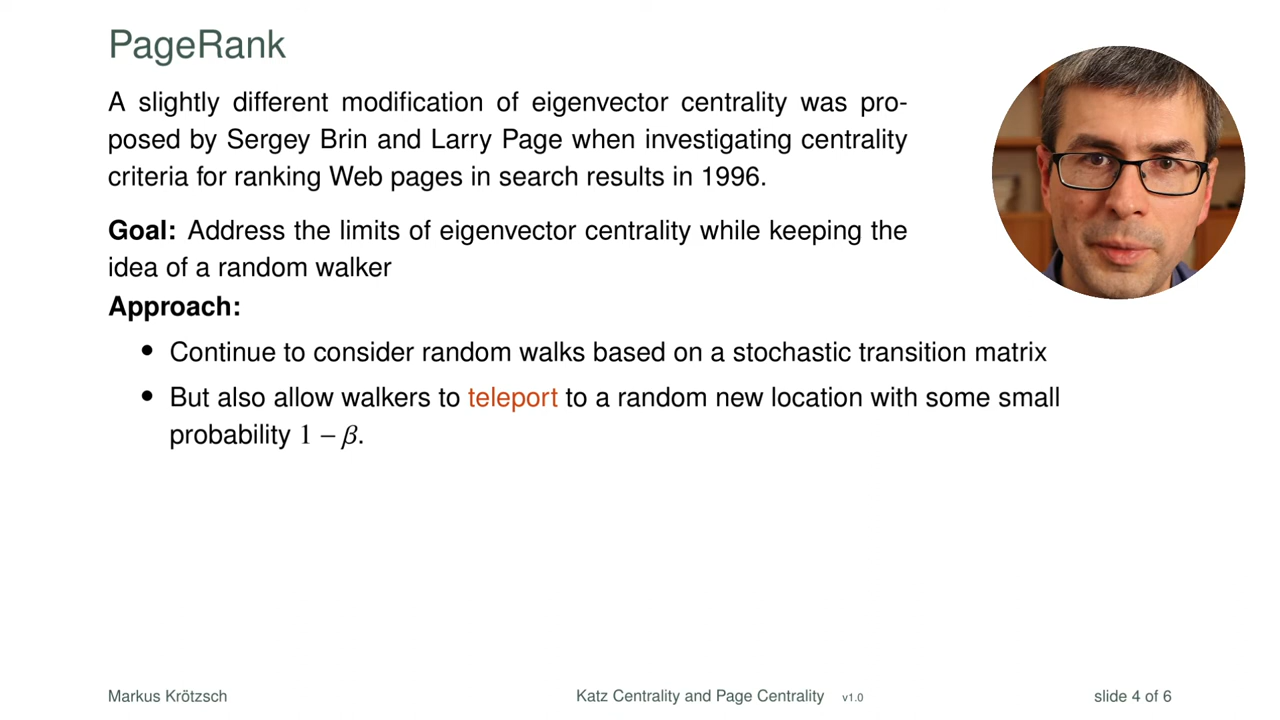 PageRank
A slightly different modification of eigenvector centrality was pro-
posed by Sergey Brin and Larry Page when investigating centrality
criteria for ranking Web pages in search results in 1996.
Goal: Address the limits of eigenvector centrality while keeping the
idea of a random walker
Approach:
• Continue to consider random walks based on a stochastic transition matrix
• But also allow walkers to teleport to a random new location with some small
probability 1 − β.
Markus Krötzsch Katz Centrality and Page Centrality v1.0 slide 4 of 6